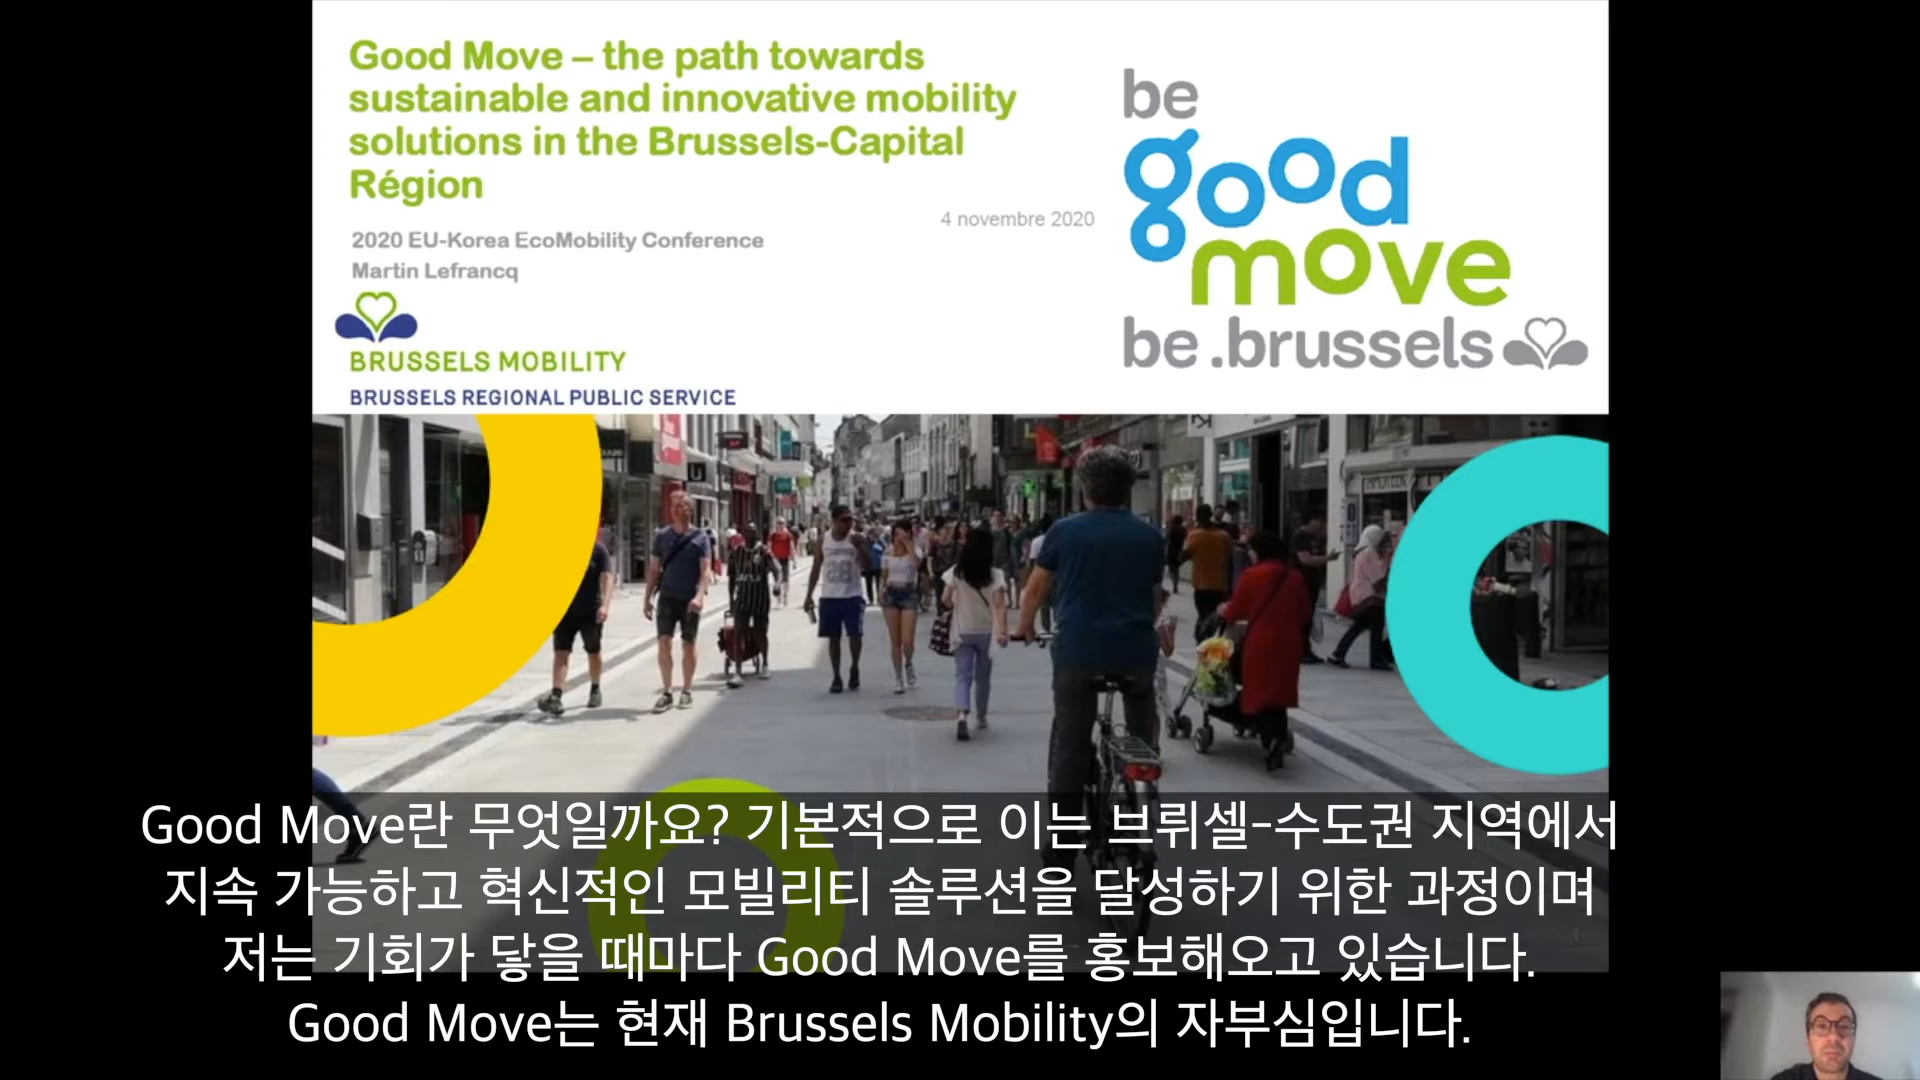 Good Move – the path towards
sustainable and innovative mobility
solutions in the Brussels-Capital
Région
4 novembre 2020
2020 EU-Korea EcoMobility Conference
Martin Lefrancq
BRUSSELS MOBILITY
BRUSSELS REGIONAL PUBLIC SERVICE
be
good
move
be .brussels
Good Move란 무엇일까요? 기본적으로 이는 브뤼셀-수도권 지역에서
지속 가능하고 혁신적인 모빌리티 솔루션을 달성하기 위한 과정이며
저는 기회가 닿을 때마다 Good Move를 홍보해오고 있습니다.
Good Move는 현재 Brussels Mobility의 자부심입니다.